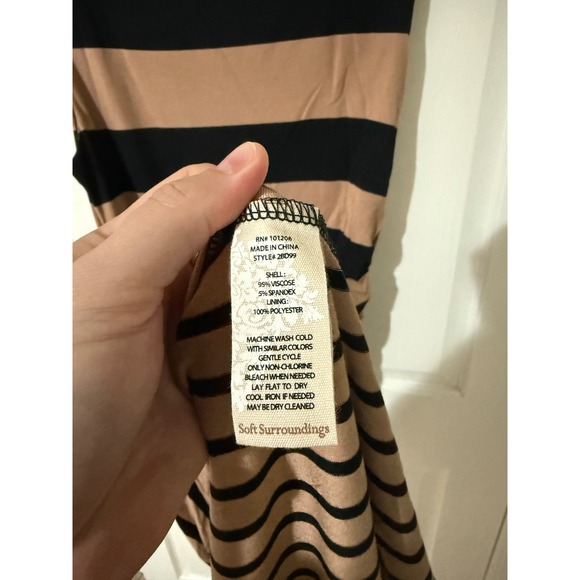 RN# 101206
MADE IN CHINA
STYLE# 2BD99
SHELL :
95% VISCOSE
5% SPANDEX
LINING :
100% POLYESTER
MACHINE WASH COLD
WITH SIMILAR COLORS
GENTLE CYCLE
ONLY NON-CHLORINE
BLEACH WHEN NEEDED
LAY FLAT TO DRY
COOL IRON IF NEEDED
MAY BE DRY CLEANED
Soft Surroundings